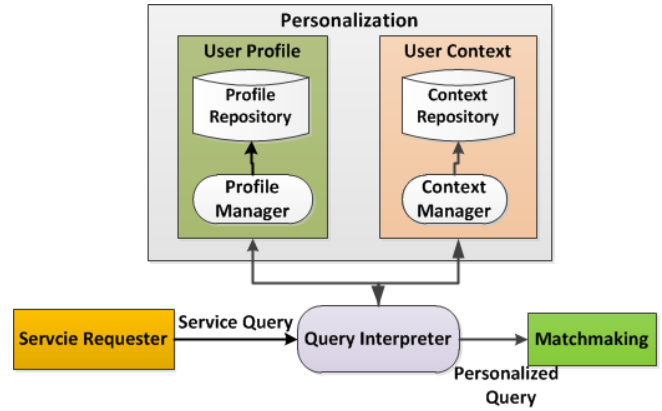 Personalization
User Profile
User Context
Profile
Repository
Context
Repository
Profile
Manager
Context
Manager
Servcie Requester
Service Query
Query Interpreter
Matchmaking
Personalized
Query